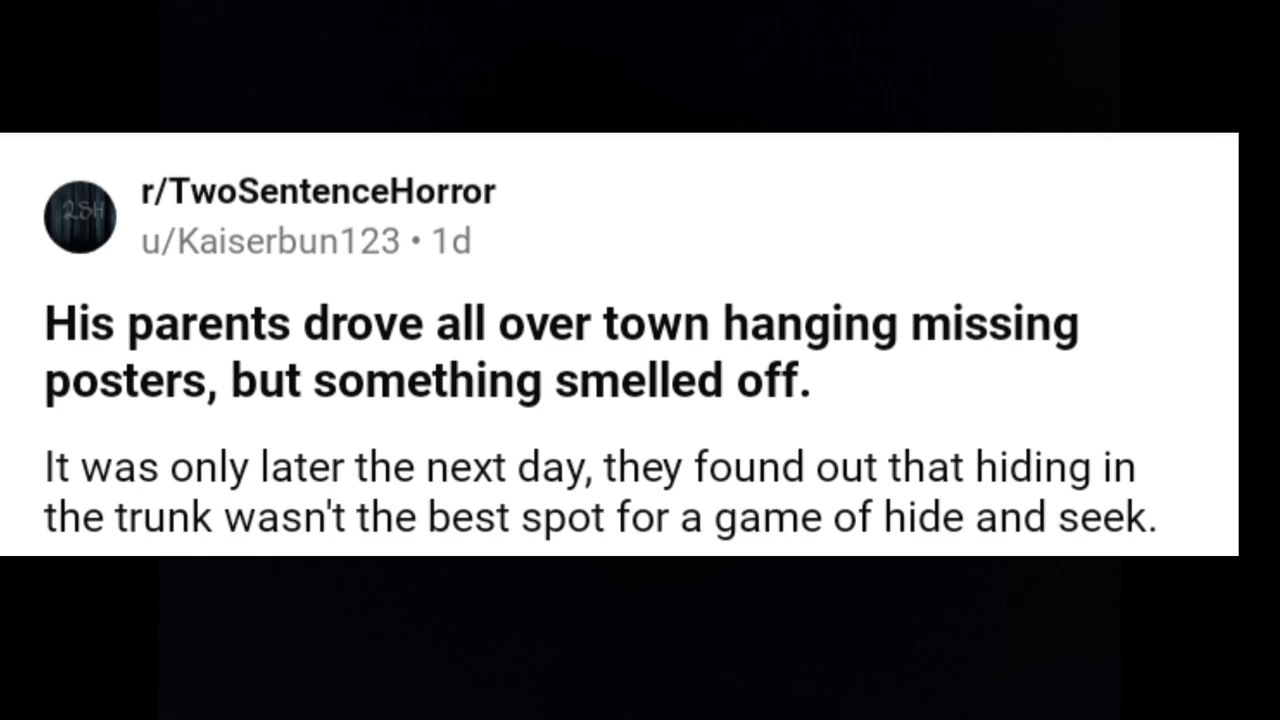 2SH
r/TwoSentenceHorror
u/Kaiserbun123 • 1d
His parents drove all over town hanging missing
posters, but something smelled off.
It was only later the next day, they found out that hiding in
the trunk wasn't the best spot for a game of hide and seek.